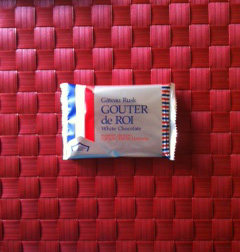 Gâteau Rusk
GOUTER
de ROI
White Chocolate